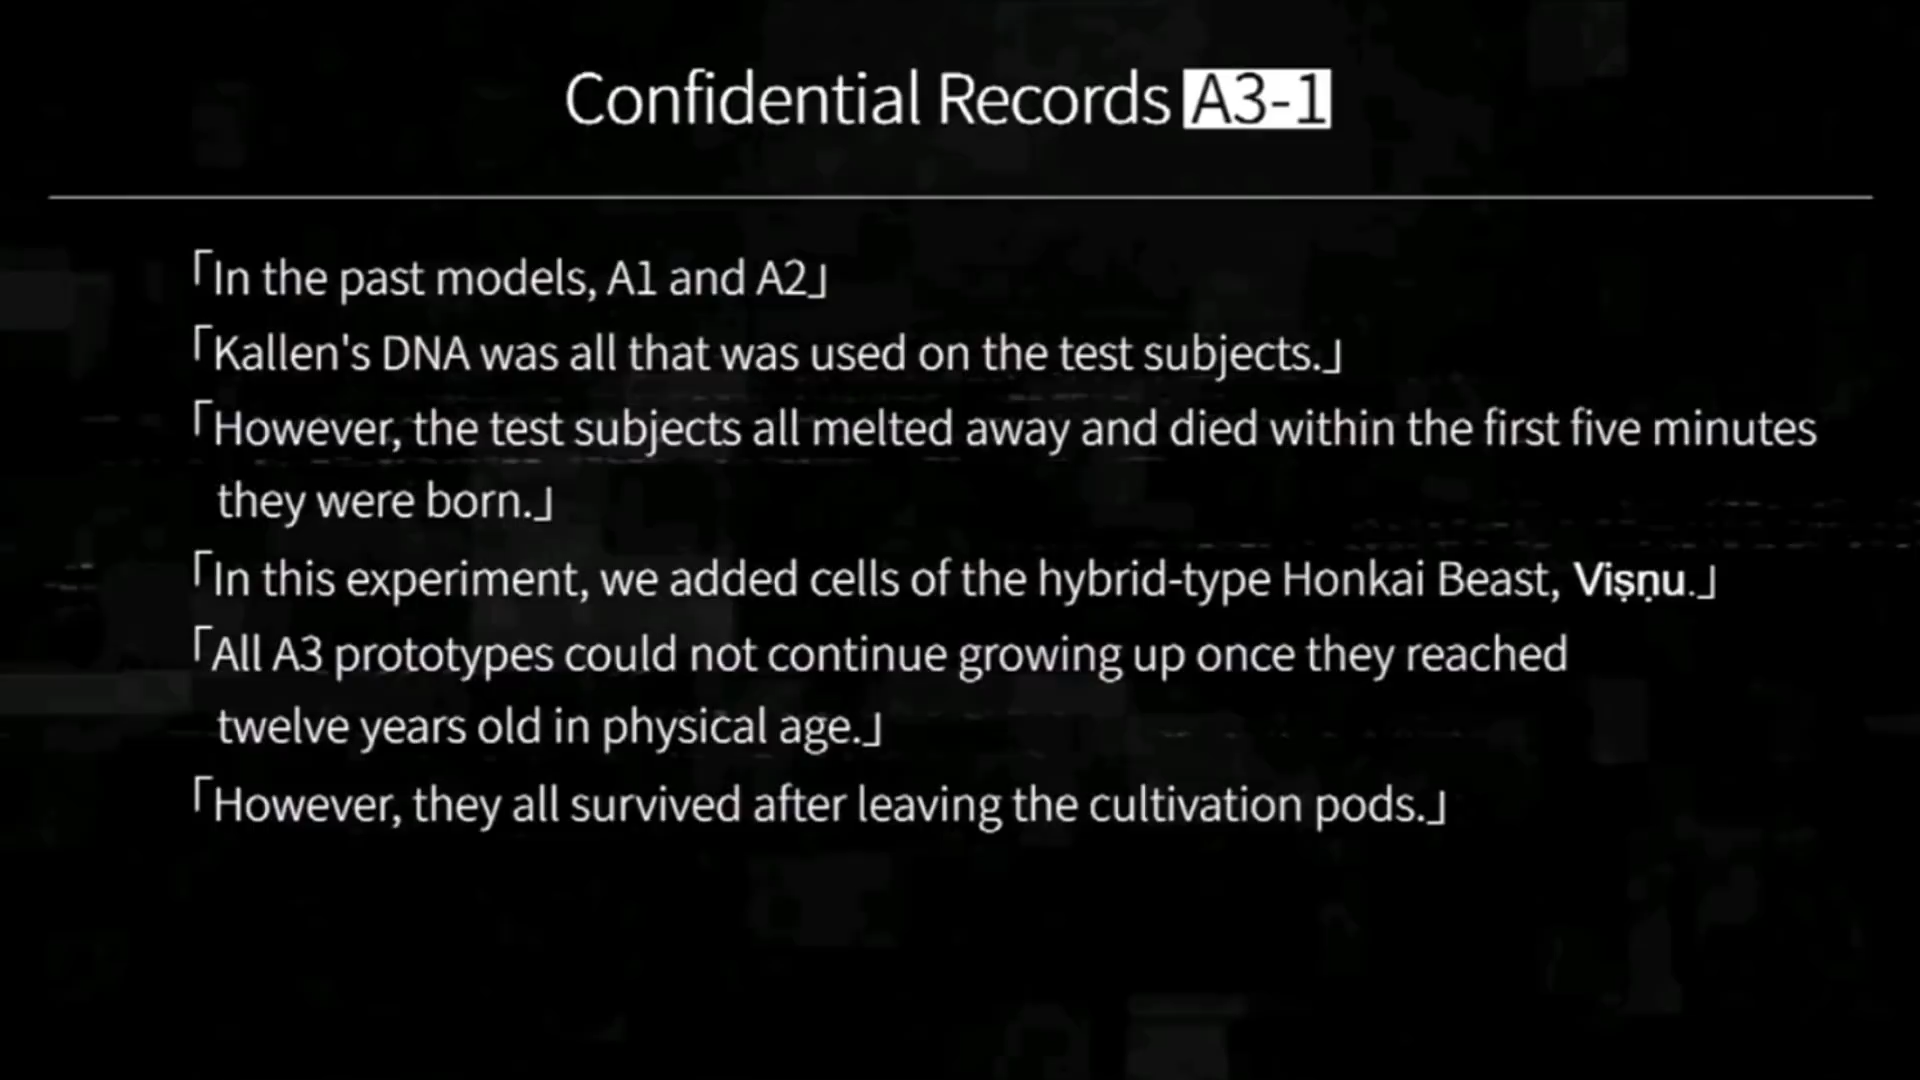 Confidential Records A3-1
「In the past models, A1 and A2」
「Kallen's DNA was all that was used on the test subjects.」
「However, the test subjects all melted away and died within the first five minutes
they were born.」
「In this experiment, we added cells of the hybrid-type Honkai Beast, Viṣṇu.」
「All A3 prototypes could not continue growing up once they reached
twelve years old in physical age.」
「However, they all survived after leaving the cultivation pods.」